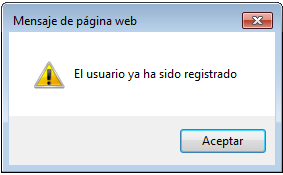 Mensaje de página web
El usuario ya ha sido registrado
Aceptar